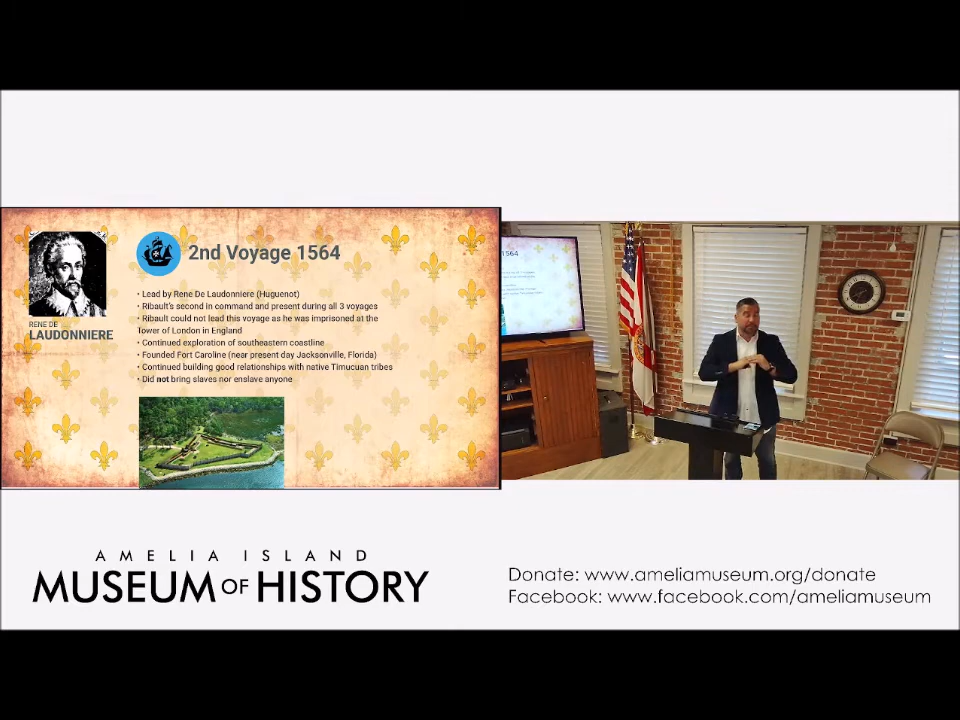 2nd Voyage 1564
RENE DE
LAUDONNIERE
• Lead by Rene De Laudonniere (Huguenot)
• Ribault's second in command and present during all 3 voyages
• Ribault could not lead this voyage as he was imprisoned at the
Tower of London in England
• Continued exploration of southeastern coastline
• Founded Fort Caroline (near present day Jacksonville, Florida)
• Continued building good relationships with native Timucuan tribes
• Did not bring slaves nor enslave anyone
1564
AMELIA ISLAND
MUSEUM OF HISTORY
Donate: www.ameliamuseum.org/donate
Facebook: www.facebook.com/ameliamuseum